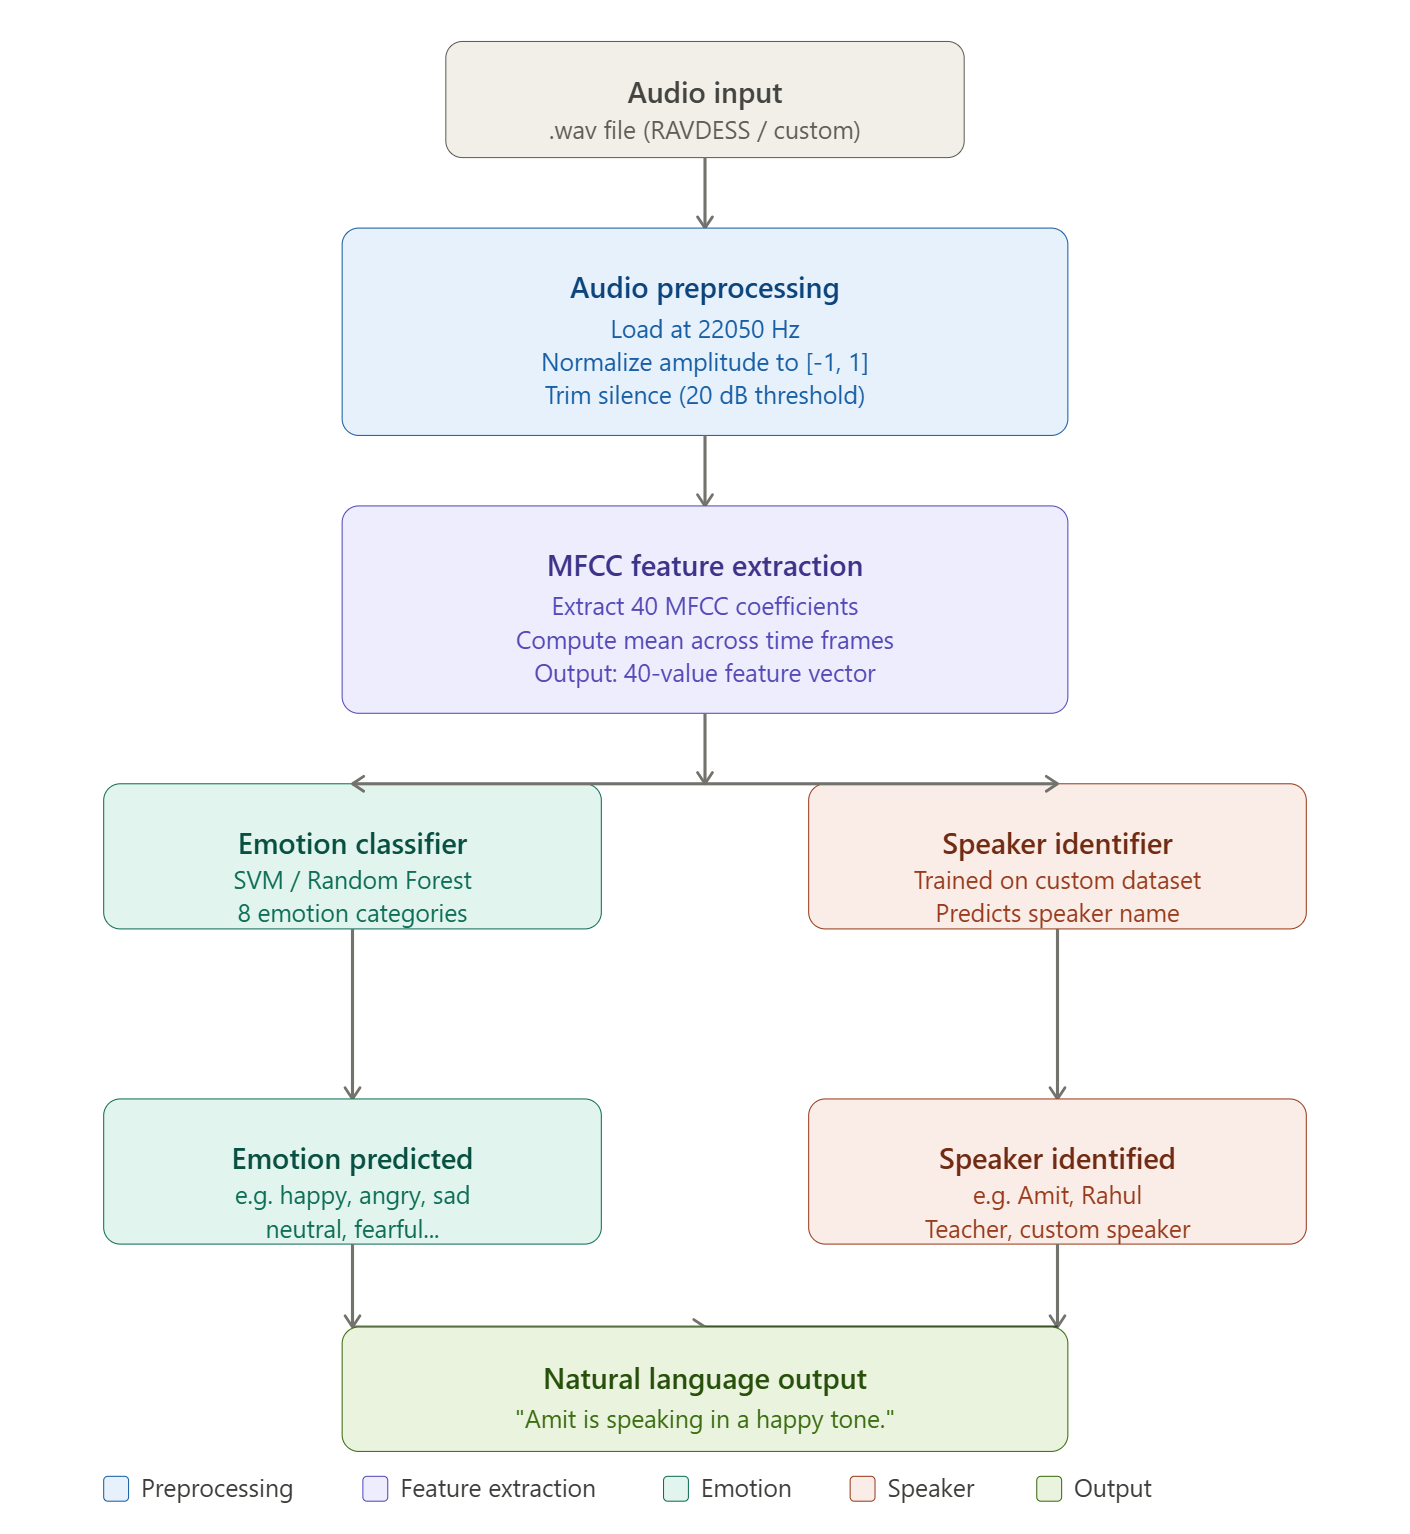 Audio input
.wav file (RAVDESS / custom)
Audio preprocessing
Load at 22050 Hz
Normalize amplitude to [-1, 1]
Trim silence (20 dB threshold)
MFCC feature extraction
Extract 40 MFCC coefficients
Compute mean across time frames
Output: 40-value feature vector
Emotion classifier
SVM / Random Forest
8 emotion categories
Speaker identifier
Trained on custom dataset
Predicts speaker name
Emotion predicted
e.g. happy, angry, sad
neutral, fearful...
Speaker identified
e.g. Amit, Rahul
Teacher, custom speaker
Natural language output
"Amit is speaking in a happy tone."
Preprocessing
Feature extraction
Emotion
Speaker
Output